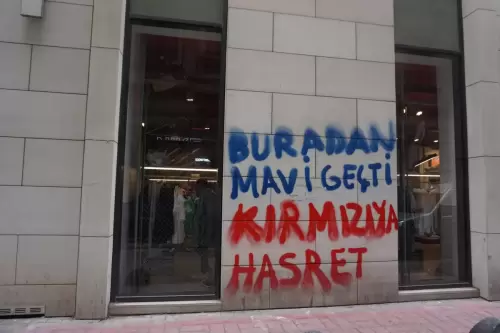 BURADAN
MAVİ GEÇTİ
KIRMIZIYA
HASRET